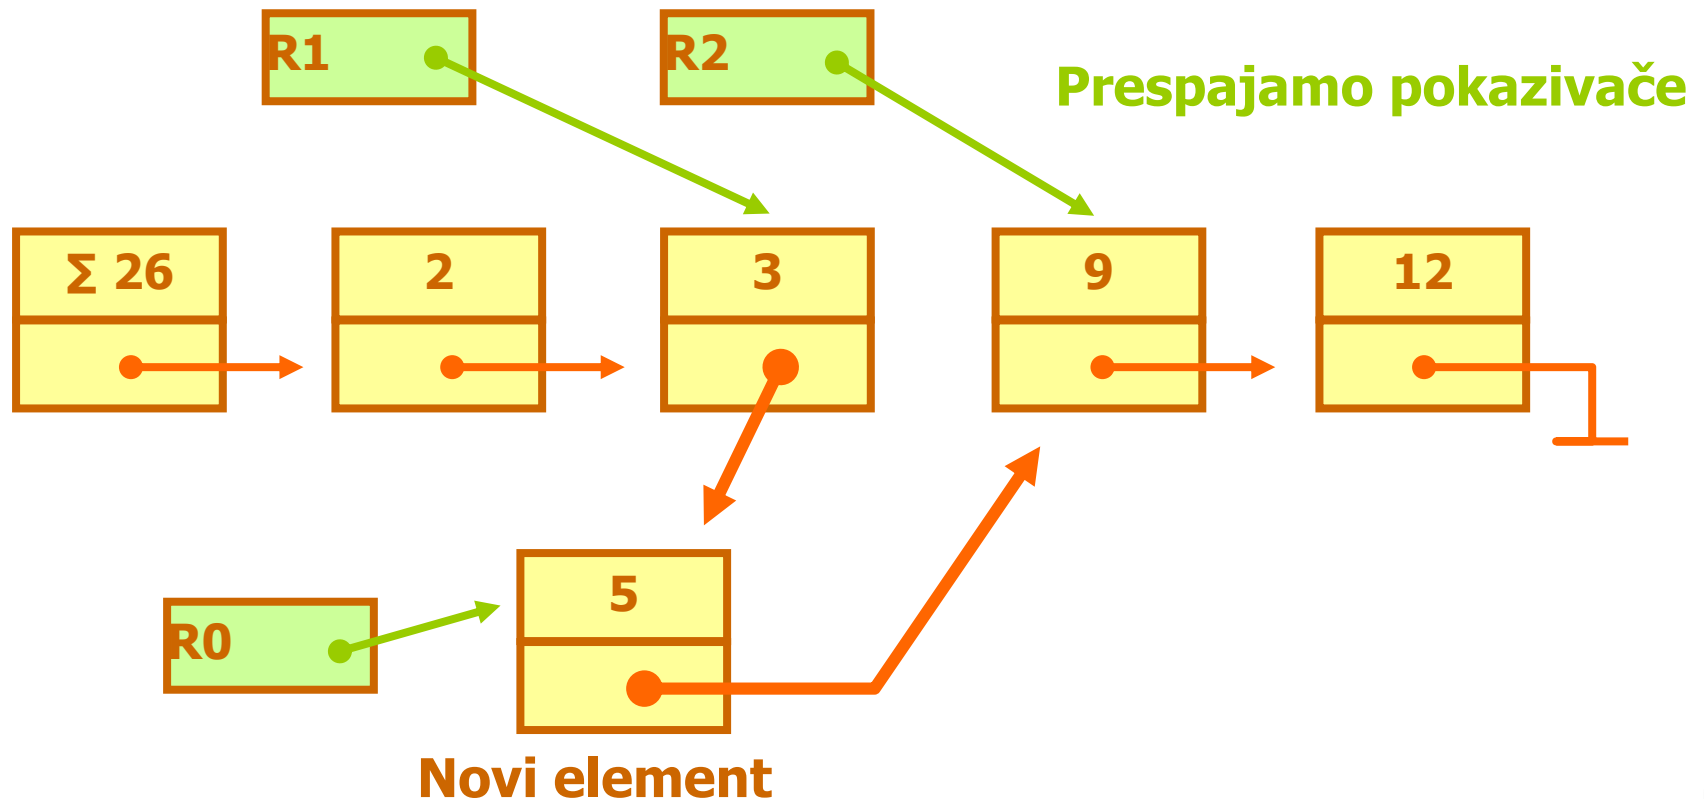 R1
R2
Prespajamo pokazivače
Σ 26
2
3
9
12
5
R0
Novi element